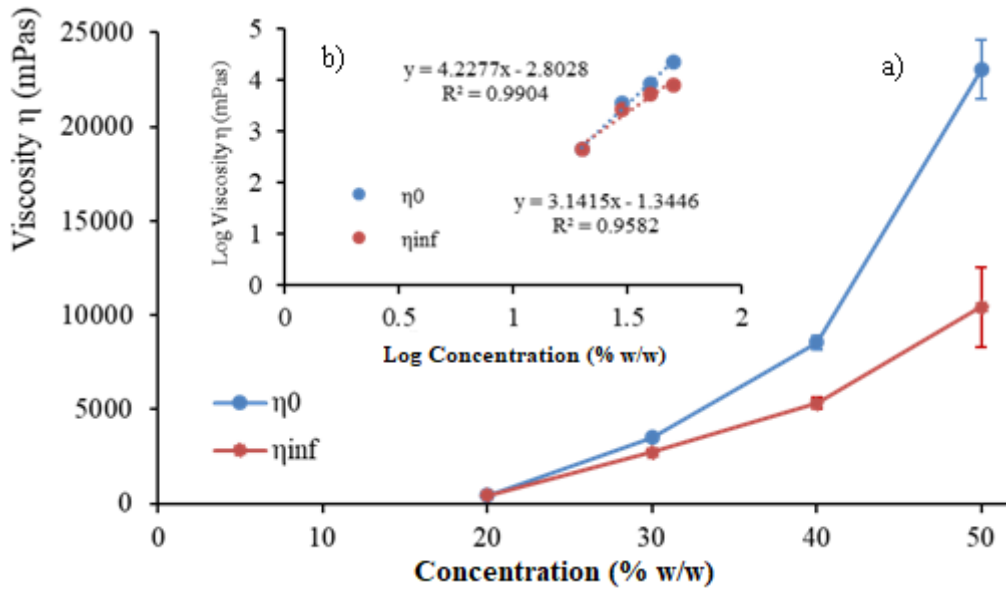 Viscosity η (mPas)
25000
20000
15000
10000
5000
0
0
10
20
30
40
50
Concentration (% w/w)
a)
η0
ηinf
b)
Log Viscosity η (mPas)
5
4
3
2
1
0
0
0.5
1
1.5
2
Log Concentration (% w/w)
y = 4.2277x - 2.8028
R² = 0.9904
η0
ηinf
y = 3.1415x - 1.3446
R² = 0.9582